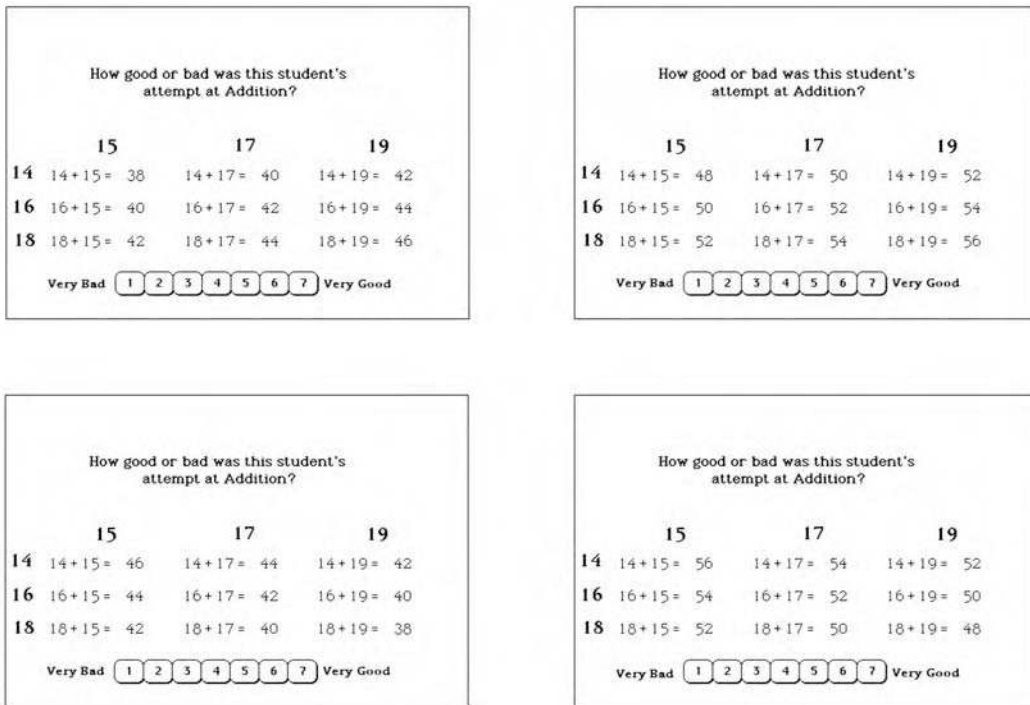 How good or bad was this student's
attempt at Addition?
15 17 19
14 14+15= 38 14+17= 40 14+19= 42
16 16+15= 40 16+17= 42 16+19= 44
18 18+15= 42 18+17= 44 18+19= 46
Very Bad 1 2 3 4 5 6 7 Very Good
How good or bad was this student's
attempt at Addition?
15 17 19
14 14+15= 48 14+17= 50 14+19= 52
16 16+15= 50 16+17= 52 16+19= 54
18 18+15= 52 18+17= 54 18+19= 56
Very Bad 1 2 3 4 5 6 7 Very Good
How good or bad was this student's
attempt at Addition?
15 17 19
14 14+15= 46 14+17= 44 14+19= 42
16 16+15= 44 16+17= 42 16+19= 40
18 18+15= 42 18+17= 40 18+19= 38
Very Bad 1 2 3 4 5 6 7 Very Good
How good or bad was this student's
attempt at Addition?
15 17 19
14 14+15= 56 14+17= 54 14+19= 52
16 16+15= 54 16+17= 52 16+19= 50
18 18+15= 52 18+17= 50 18+19= 48
Very Bad 1 2 3 4 5 6 7 Very Good